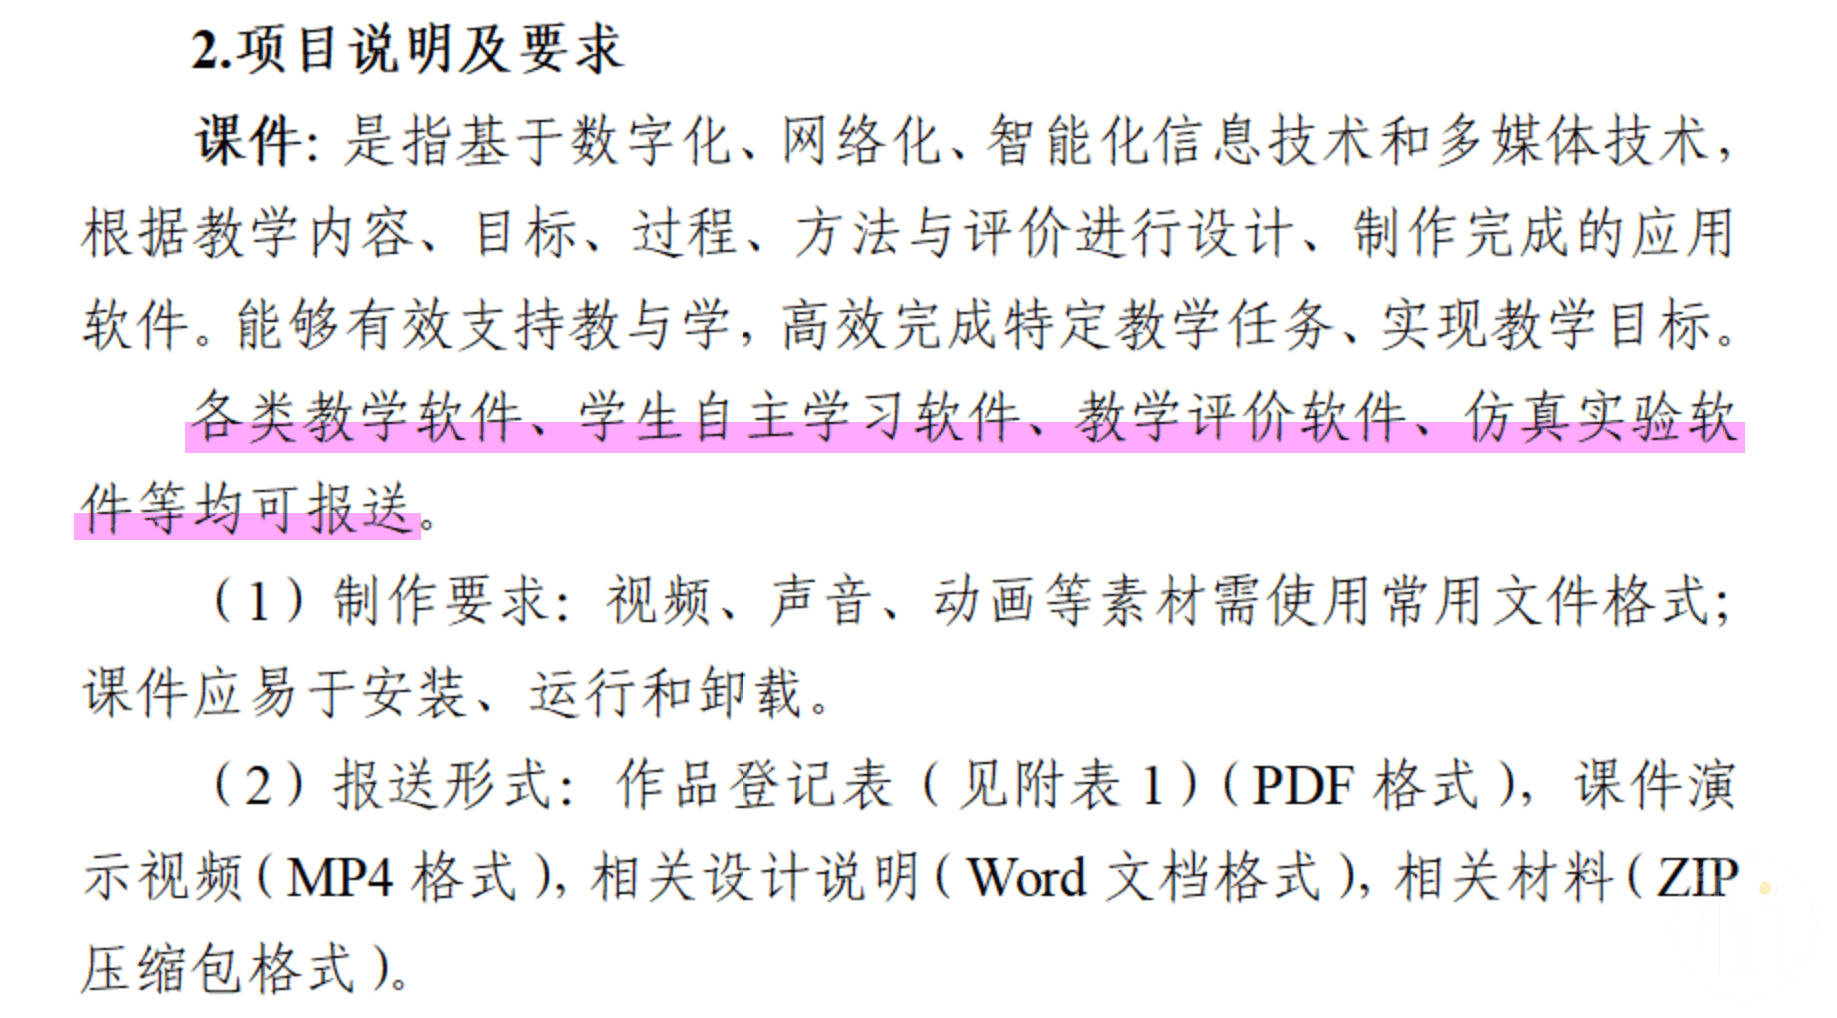 2.项目说明及要求
课件：是指基于数字化、网络化、智能化信息技术和多媒体技术，
根据教学内容、目标、过程、方法与评价进行设计、制作完成的应用
软件。能够有效支持教与学，高效完成特定教学任务、实现教学目标。
各类教学软件、学生自主学习软件、教学评价软件、仿真实验软
件等均可报送。
（1）制作要求：视频、声音、动画等素材需使用常用文件格式；
课件应易于安装、运行和卸载。
（2）报送形式：作品登记表（见附表 1）（PDF 格式），课件演
示视频（MP4 格式），相关设计说明（Word 文档格式），相关材料（ZIP
压缩包格式）。